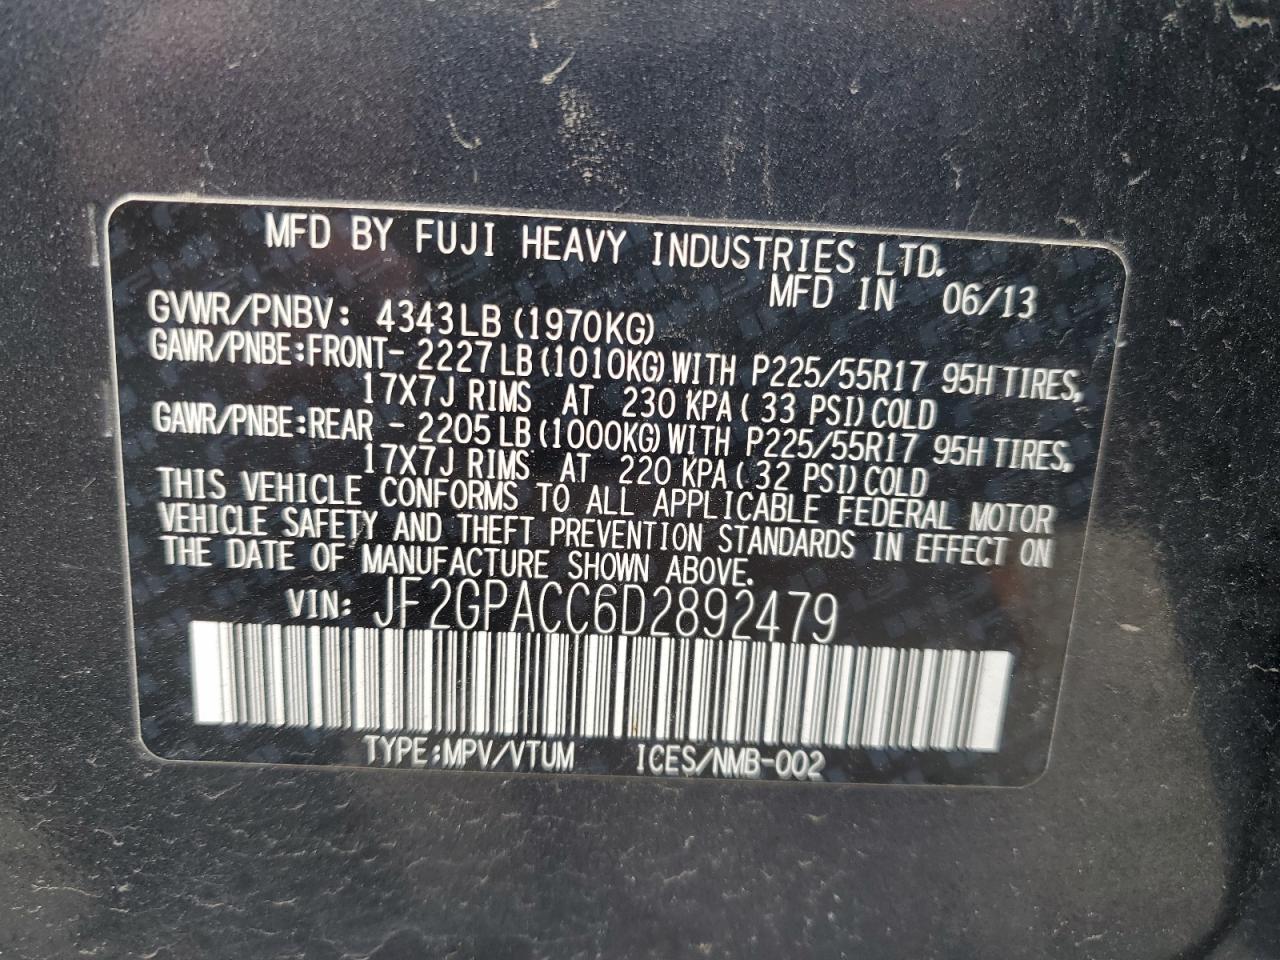 MFD BY FUJI HEAVY INDUSTRIES LTD.
MFD IN 06/13
GVWR/PNBV: 4343LB(1970KG)
GAWR/PNBE:FRONT- 2227LB(1010KG)WITH P225/55R17 95H TIRES,
17X7J RIMS AT 230 KPA( 33 PSI)COLD
GAWR/PNBE:REAR - 2205LB(1000KG)WITH P225/55R17 95H TIRES,
17X7J RIMS AT 220 KPA( 32 PSI)COLD
THIS VEHICLE CONFORMS TO ALL APPLICABLE FEDERAL MOTOR
VEHICLE SAFETY AND THEFT PREVENTION STANDARDS IN EFFECT ON
THE DATE OF MANUFACTURE SHOWN ABOVE.
VIN: JF2GPACC6D2892479
TYPE:MPV/VTUM ICES/NMB-002